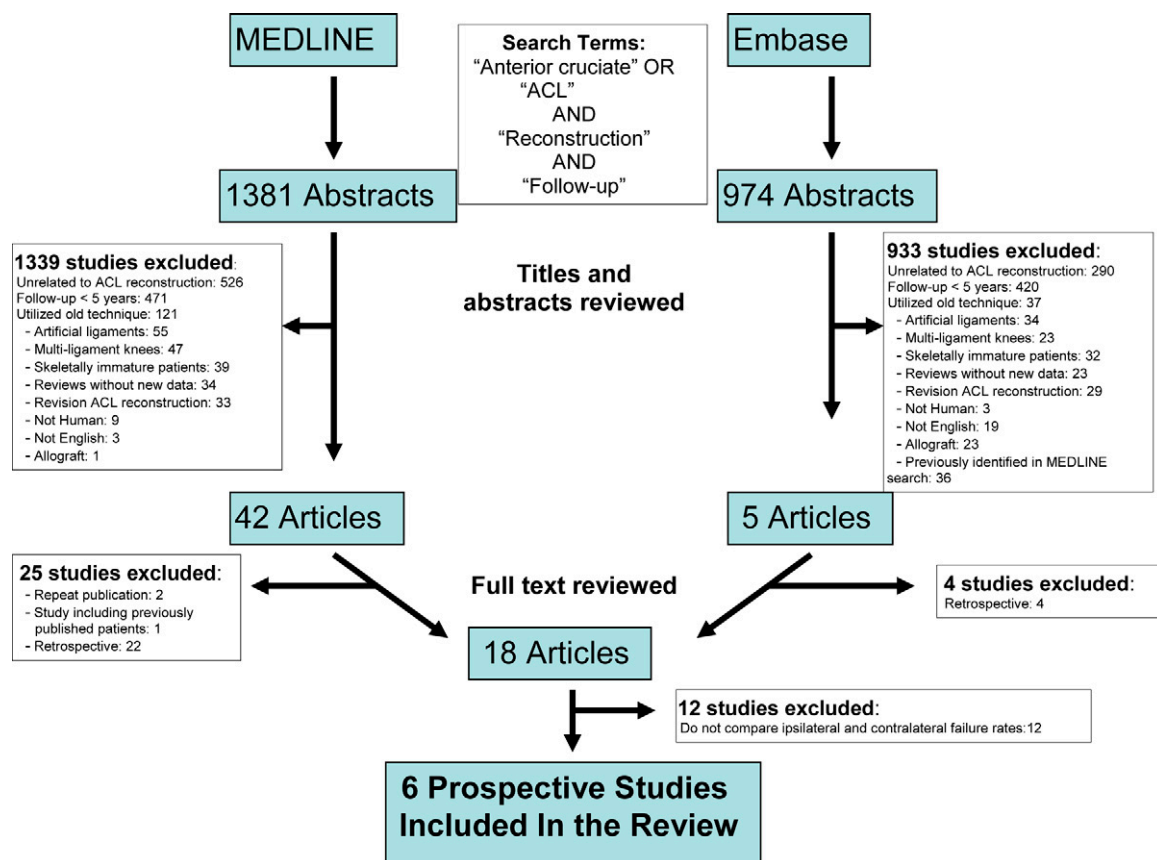 MEDLINE
Search Terms:
“Anterior cruciate” OR
“ACL”
AND
“Reconstruction”
AND
“Follow-up”
Embase
1381 Abstracts
974 Abstracts
1339 studies excluded:
Unrelated to ACL reconstruction: 526
Follow-up < 5 years: 471
Utilized old technique: 121
- Artificial ligaments: 55
- Multi-ligament knees: 47
- Skeletally immature patients: 39
- Reviews without new data: 34
- Revision ACL reconstruction: 33
- Not Human: 9
- Not English: 3
- Allograft: 1
Titles and
abstracts reviewed
933 studies excluded:
Unrelated to ACL reconstruction: 290
Follow-up < 5 years: 420
Utilized old technique: 37
- Artificial ligaments: 34
- Multi-ligament knees: 23
- Skeletally immature patients: 32
- Reviews without new data: 23
- Revision ACL reconstruction: 29
- Not Human: 3
- Not English: 19
- Allograft: 23
- Previously identified in MEDLINE
search: 36
42 Articles
5 Articles
25 studies excluded:
- Repeat publication: 2
- Study including previously
published patients: 1
- Retrospective: 22
Full text reviewed
4 studies excluded:
Retrospective: 4
18 Articles
12 studies excluded:
Do not compare ipsilateral and contralateral failure rates:12
6 Prospective Studies
Included In the Review